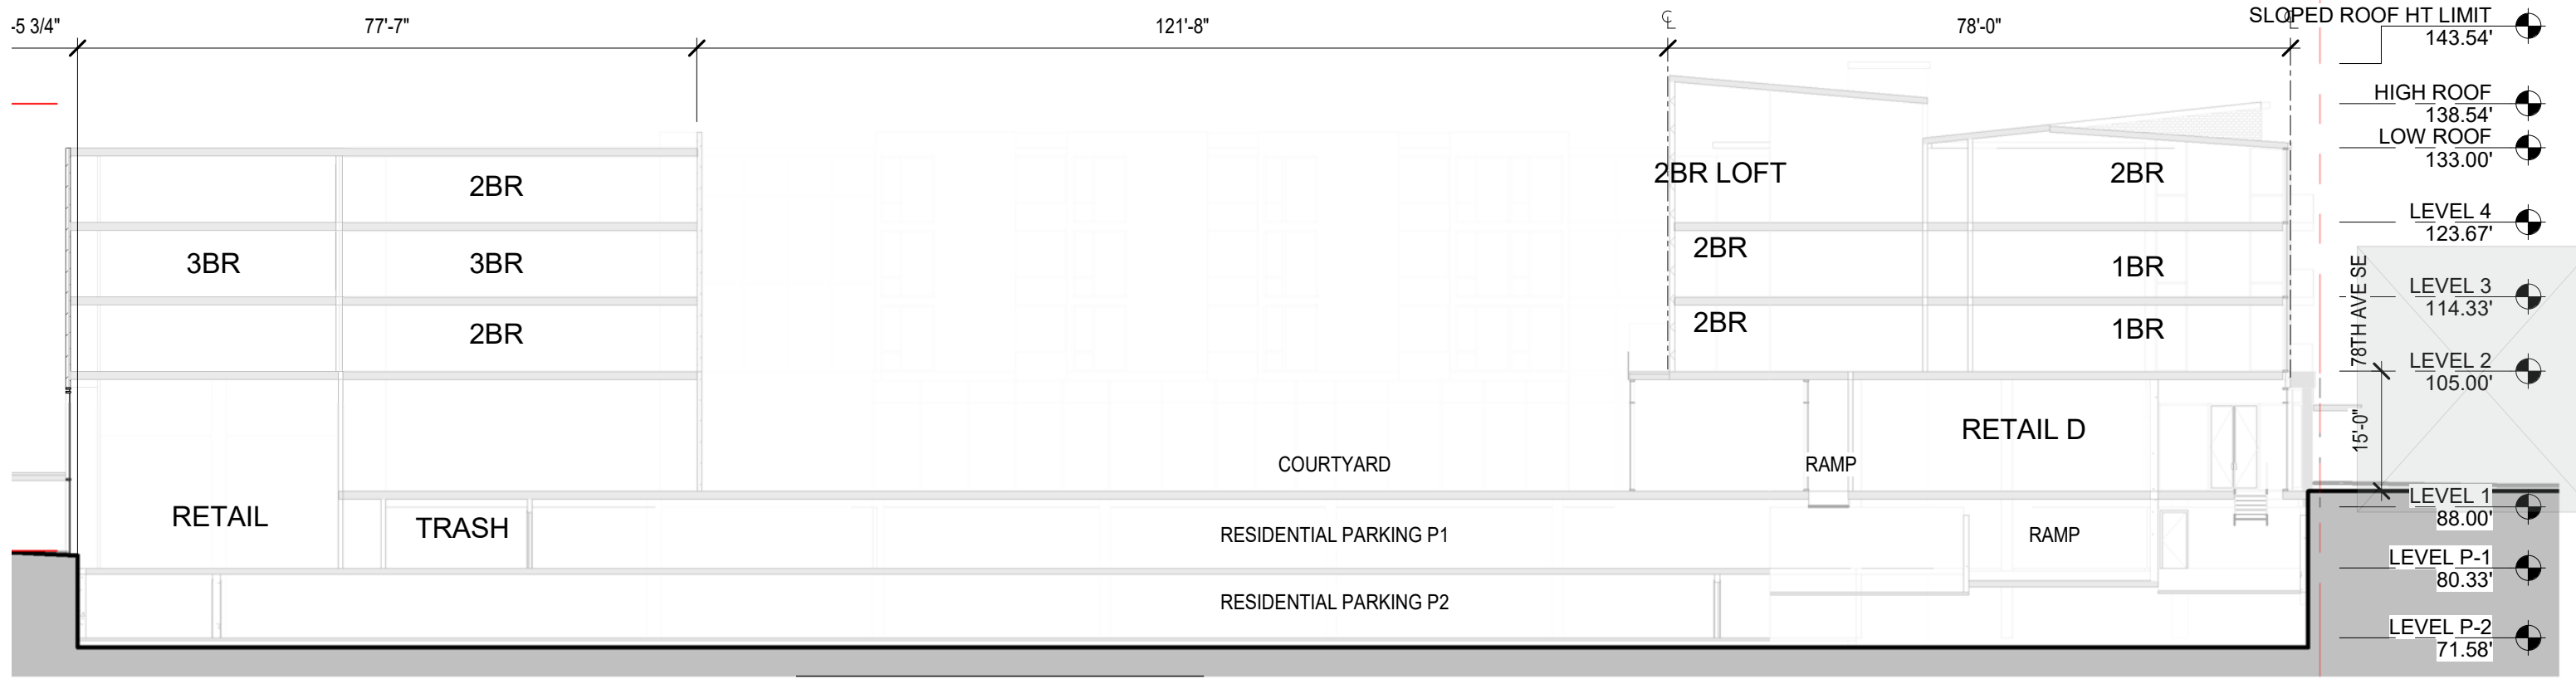 -5 3/4"
77'-7"
121'-8"
℄
78'-0"
℄
SLOPED ROOF HT LIMIT
143.54'
HIGH ROOF
138.54'
LOW ROOF
133.00'
2BR
2BR LOFT
2BR
LEVEL 4
123.67'
3BR
3BR
2BR
1BR
78TH AVE SE
LEVEL 3
114.33'
2BR
2BR
1BR
LEVEL 2
105.00'
15'-0"
RETAIL D
COURTYARD
RAMP
RETAIL
TRASH
RESIDENTIAL PARKING P1
RAMP
LEVEL 1
88.00'
LEVEL P-1
80.33'
RESIDENTIAL PARKING P2
LEVEL P-2
71.58'